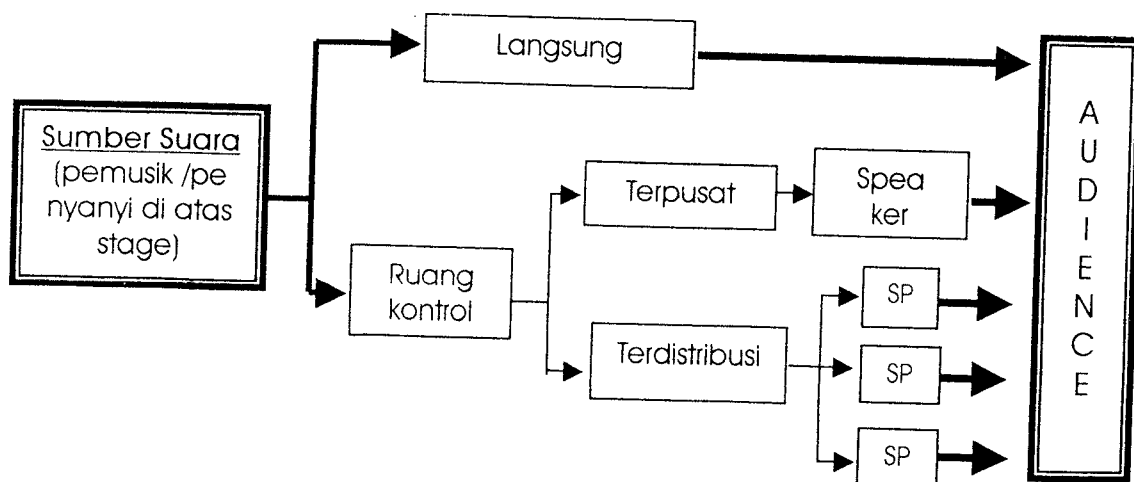 Langsung
Sumber Suara
(pemusik /pe
nyanyi di atas
stage)
Terpusat
Spea
ker
Ruang
kontrol
Terdistribusi
SP
SP
SP
A
U
D
I
E
N
C
E